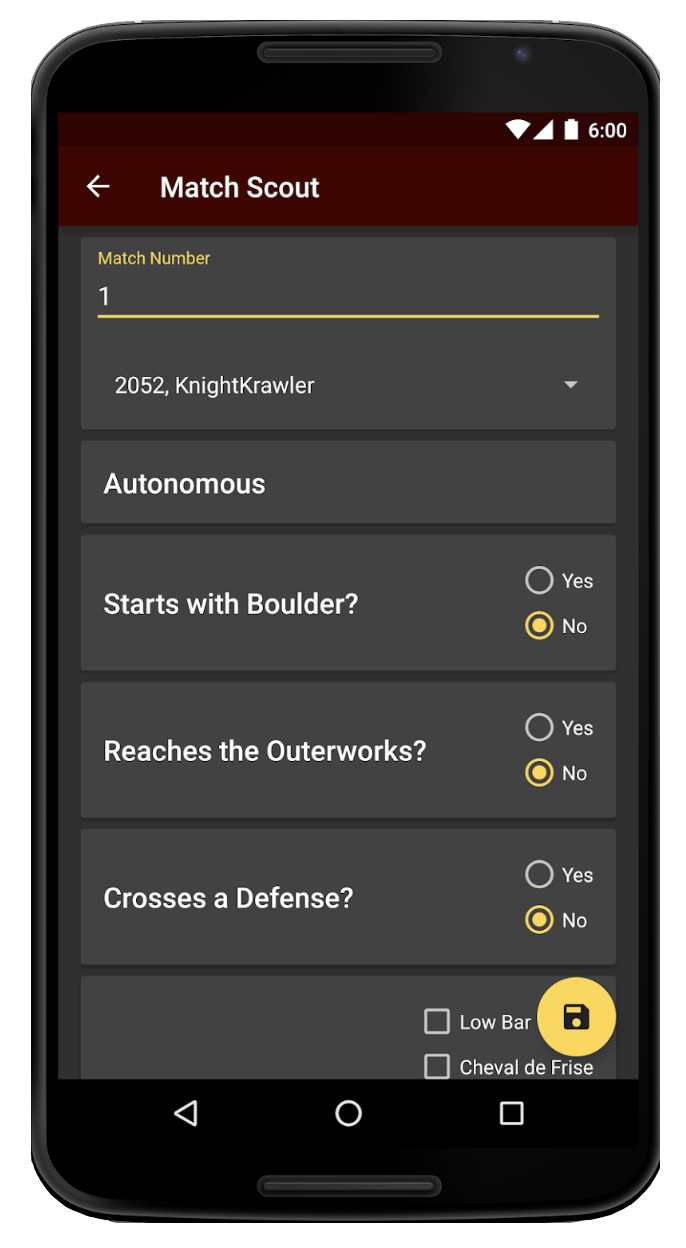 6:00
Match Scout
Match Number
1
2052, KnightKrawler
Autonomous
Starts with Boulder?
Yes
No
Reaches the Outerworks?
Yes
No
Crosses a Defense?
Yes
No
Low Bar
Cheval de Frise